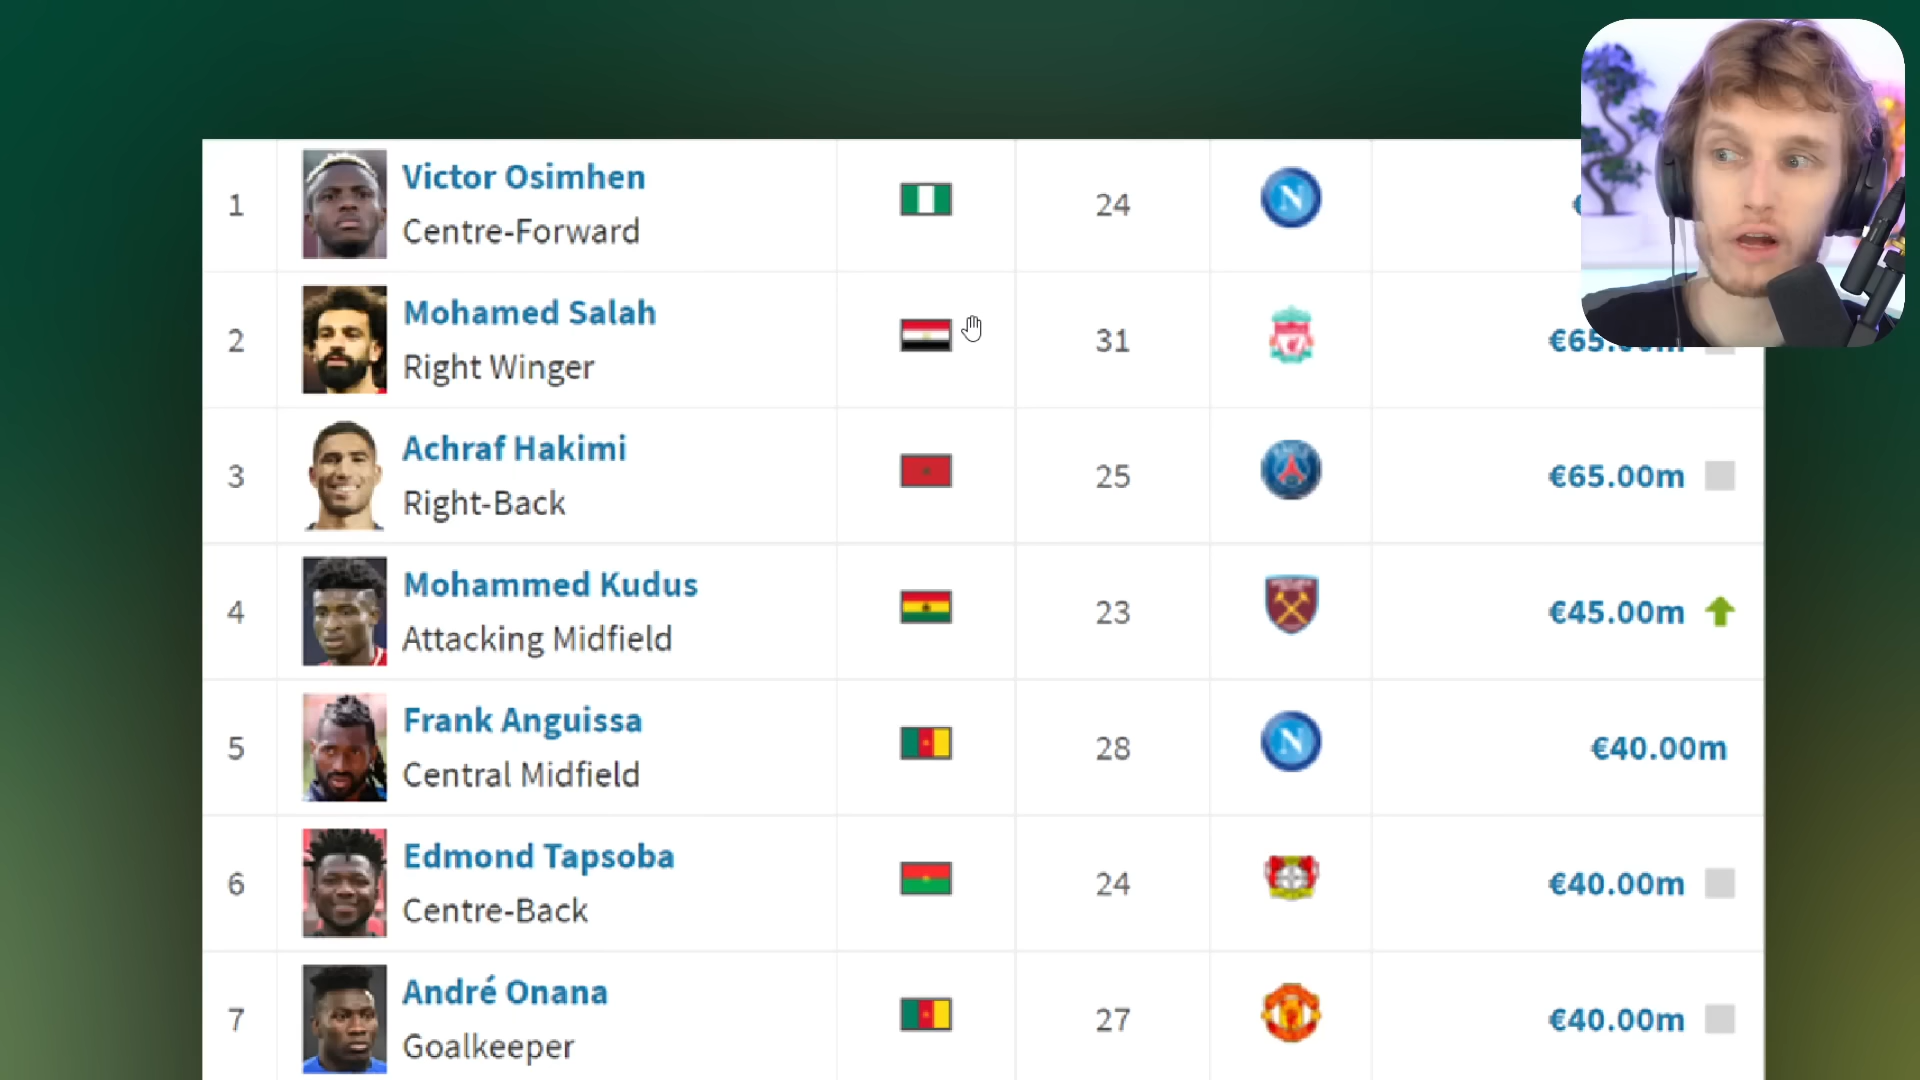 1 Victor Osimhen 24
Centre-Forward
2 Mohamed Salah 31
Right Winger
3 Achraf Hakimi 25 €65.00m
Right-Back
4 Mohammed Kudus 23 €45.00m
Attacking Midfield
5 Frank Anguissa 28 €40.00m
Central Midfield
6 Edmond Tapsoba 24 €40.00m
Centre-Back
7 André Onana 27 €40.00m
Goalkeeper